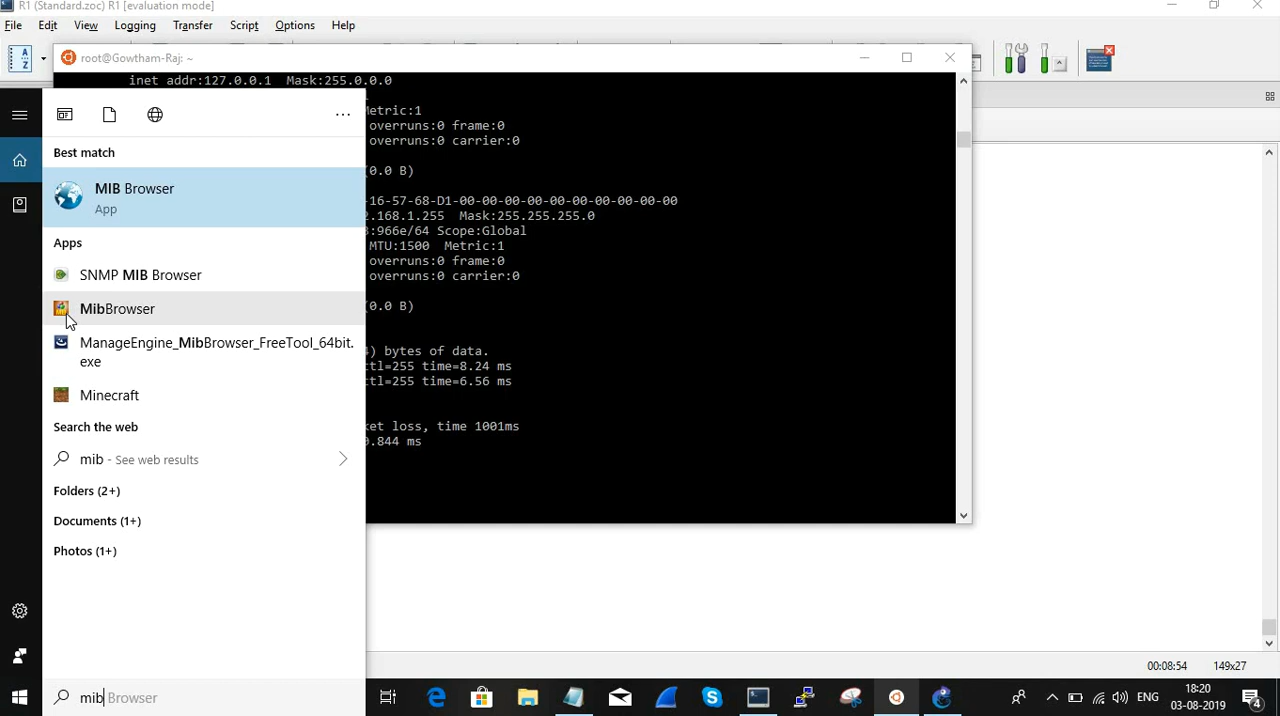 R1 (Standard.zoc) R1 [evaluation mode]
File Edit View Logging Transfer Script Options Help
root@Gowtham-Raj: ~
inet addr:127.0.0.1 Mask:255.0.0.0
etric:1
overruns:0 frame:0
overruns:0 carrier:0
(0.0 B)
-16-57-68-D1-00-00-00-00-00-00-00-00
2.168.1.255 Mask:255.255.255.0
:966e/64 Scope:Global
MTU:1500 Metric:1
overruns:0 frame:0
overruns:0 carrier:0
(0.0 B)
4) bytes of data.
ttl=255 time=8.24 ms
ttl=255 time=6.56 ms
ket loss, time 1001ms
0.844 ms
Best match
MIB Browser
App
Apps
SNMP MIB Browser
MibBrowser
ManageEngine_MibBrowser_FreeTool_64bit.
exe
Minecraft
Search the web
mib - See web results
Folders (2+)
Documents (1+)
Photos (1+)
mib Browser
00:08:54 149x27
ENG
18:20
03-08-2019
4